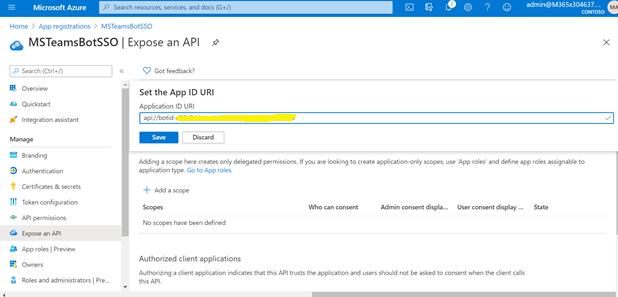 Microsoft Azure
Search resources, services, and docs (G+/)
admin@M365x304637....
CONTOSO
Home > App registrations > MSTeamsBotSSO
MSTeamsBotSSO | Expose an API
Search (Ctrl+/)
Got feedback?
Overview
Quickstart
Integration assistant
Manage
Branding
Authentication
Certificates & secrets
Token configuration
API permissions
Expose an API
App roles | Preview
Owners
Roles and administrators | Pre...
Set the App ID URI
Application ID URI
api://botid-
Save
Discard
Adding a scope here creates only delegated permissions. If you are looking to create application-only scopes, use 'App roles' and define app roles assignable to
application type. Go to App roles.
Add a scope
Scopes Who can consent Admin consent displa... User consent display ... State
No scopes have been defined
Authorized client applications
Authorizing a client application indicates that this API trusts the application and users should not be asked to consent when the client calls
this API.